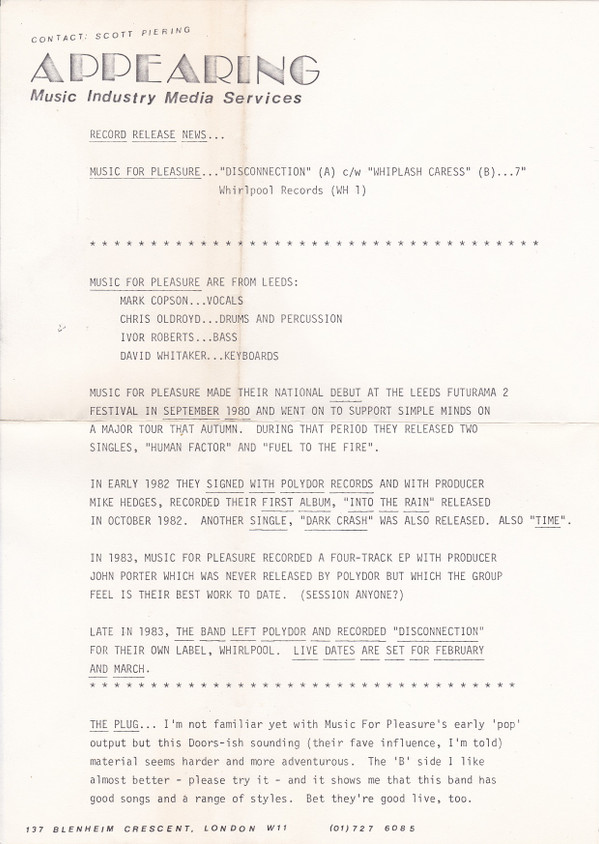 CONTACT: SCOTT PIERING
APPEARING
Music Industry Media Services
RECORD RELEASE NEWS...
MUSIC FOR PLEASURE..."DISCONNECTION" (A) c/w "WHIPLASH CARESS" (B)...7"
Whirlpool Records (WH 1)
* * * * * * * * * * * * * * * * * * * * * * * * * * * * * * * * * * * * *
MUSIC FOR PLEASURE ARE FROM LEEDS:
MARK COPSON...VOCALS
CHRIS OLDROYD...DRUMS AND PERCUSSION
IVOR ROBERTS...BASS
DAVID WHITAKER...KEYBOARDS
MUSIC FOR PLEASURE MADE THEIR NATIONAL DEBUT AT THE LEEDS FUTURAMA 2
FESTIVAL IN SEPTEMBER 1980 AND WENT ON TO SUPPORT SIMPLE MINDS ON
A MAJOR TOUR THAT AUTUMN. DURING THAT PERIOD THEY RELEASED TWO
SINGLES, "HUMAN FACTOR" AND "FUEL TO THE FIRE".
IN EARLY 1982 THEY SIGNED WITH POLYDOR RECORDS AND WITH PRODUCER
MIKE HEDGES, RECORDED THEIR FIRST ALBUM, "INTO THE RAIN" RELEASED
IN OCTOBER 1982. ANOTHER SINGLE, "DARK CRASH" WAS ALSO RELEASED. ALSO "TIME".
IN 1983, MUSIC FOR PLEASURE RECORDED A FOUR-TRACK EP WITH PRODUCER
JOHN PORTER WHICH WAS NEVER RELEASED BY POLYDOR BUT WHICH THE GROUP
FEEL IS THEIR BEST WORK TO DATE. (SESSION ANYONE?)
LATE IN 1983, THE BAND LEFT POLYDOR AND RECORDED "DISCONNECTION"
FOR THEIR OWN LABEL, WHIRLPOOL. LIVE DATES ARE SET FOR FEBRUARY
AND MARCH.
* * * * * * * * * * * * * * * * * * * * * * * * * * * * * * * * * * *
THE PLUG... I'm not familiar yet with Music For Pleasure's early 'pop'
output but this Doors-ish sounding (their fave influence, I'm told)
material seems harder and more adventurous. The 'B' side I like
almost better - please try it - and it shows me that this band has
good songs and a range of styles. Bet they're good live, too.
137 BLENHEIM CRESCENT, LONDON W11 (01) 727 6085